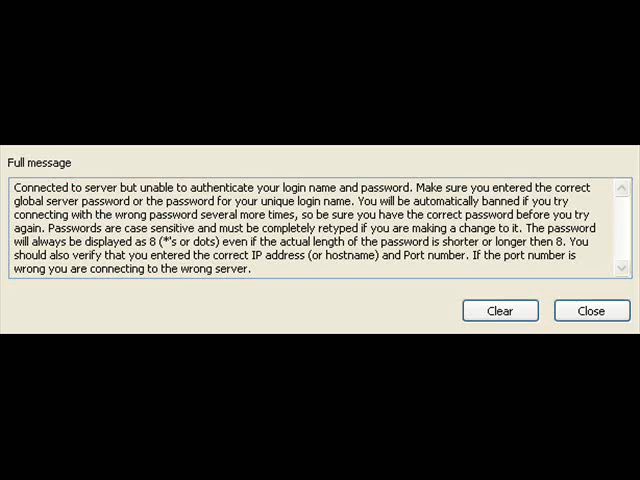 Full message
Connected to server but unable to authenticate your login name and password. Make sure you entered the correct
global server password or the password for your unique login name. You will be automatically banned if you try
connecting with the wrong password several more times, so be sure you have the correct password before you try
again. Passwords are case sensitive and must be completely retyped if you are making a change to it. The password
will always be displayed as 8 (*'s or dots) even if the actual length of the password is shorter or longer then 8. You
should also verify that you entered the correct IP address (or hostname) and Port number. If the port number is
wrong you are connecting to the wrong server.
Clear Close